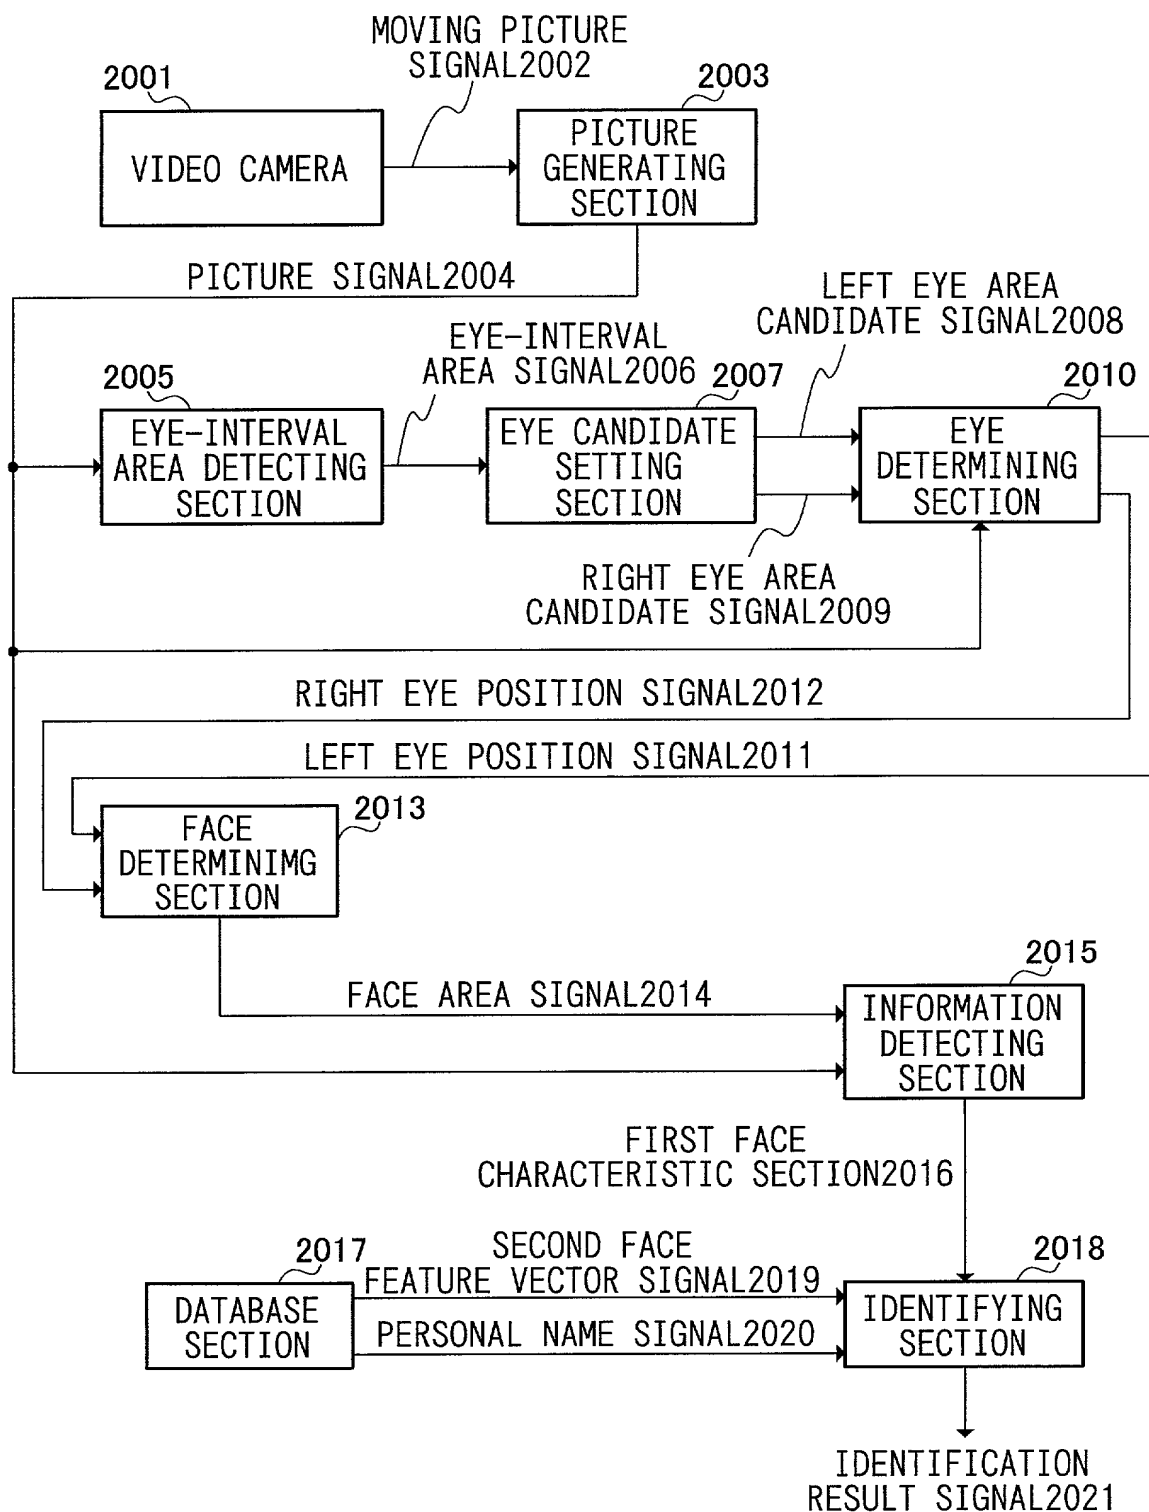 MOVING PICTURE
SIGNAL2002
2001
2003
VIDEO CAMERA
PICTURE
GENERATING
SECTION
PICTURE SIGNAL2004
LEFT EYE AREA
CANDIDATE SIGNAL2008
EYE-INTERVAL
AREA SIGNAL2006
2005
2007
2010
EYE-INTERVAL
AREA DETECTING
SECTION
EYE CANDIDATE
SETTING
SECTION
EYE
DETERMINING
SECTION
RIGHT EYE AREA
CANDIDATE SIGNAL2009
RIGHT EYE POSITION SIGNAL2012
LEFT EYE POSITION SIGNAL2011
2013
FACE
DETERMINIMG
SECTION
2015
FACE AREA SIGNAL2014
INFORMATION
DETECTING
SECTION
FIRST FACE
CHARACTERISTIC SECTION2016
2017
SECOND FACE
FEATURE VECTOR SIGNAL2019
2018
DATABASE
SECTION
PERSONAL NAME SIGNAL2020
IDENTIFYING
SECTION
IDENTIFICATION
RESULT SIGNAL2021